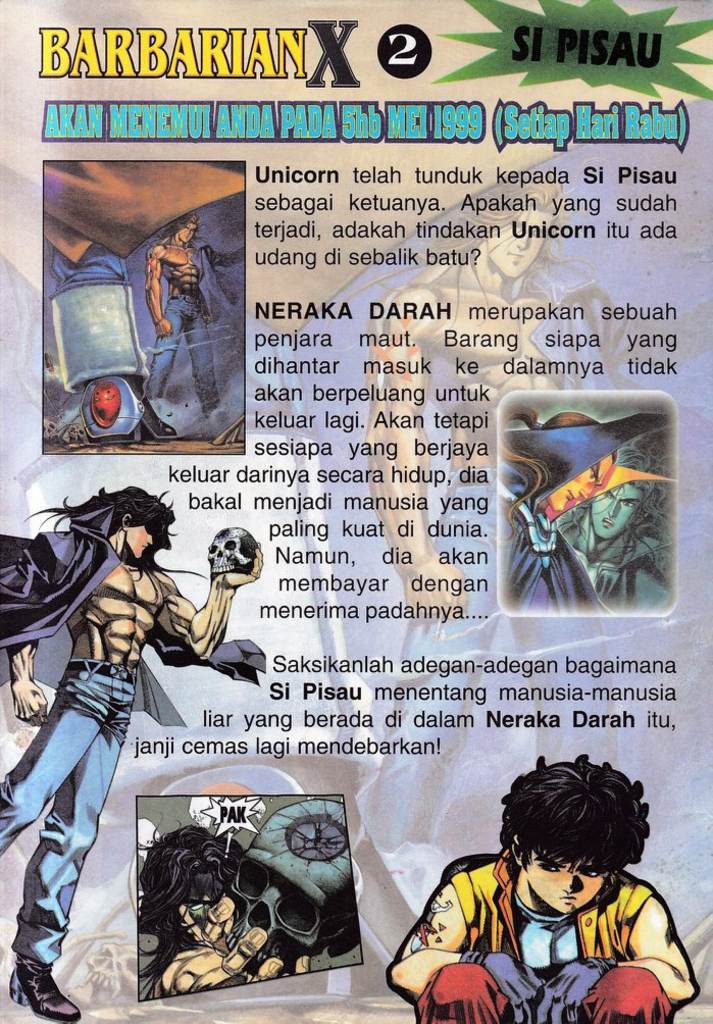 BARBARIAN X 2
SI PISAU
AKAN MENEMUI ANDA PADA 5hb MEI 1999 (Setiap Hari Rabu)
Unicorn telah tunduk kepada Si Pisau
sebagai ketuanya. Apakah yang sudah
terjadi, adakah tindakan Unicorn itu ada
udang di sebalik batu?
NERAKA DARAH merupakan sebuah
penjara maut. Barang siapa yang
dihantar masuk ke dalamnya tidak
akan berpeluang untuk
keluar lagi. Akan tetapi
sesiapa yang berjaya
keluar darinya secara hidup, dia
bakal menjadi manusia yang
paling kuat di dunia.
Namun, dia akan
membayar dengan
menerima padahnya....
Saksikanlah adegan-adegan bagaimana
Si Pisau menentang manusia-manusia
liar yang berada di dalam Neraka Darah itu,
janji cemas lagi mendebarkan!
PAK